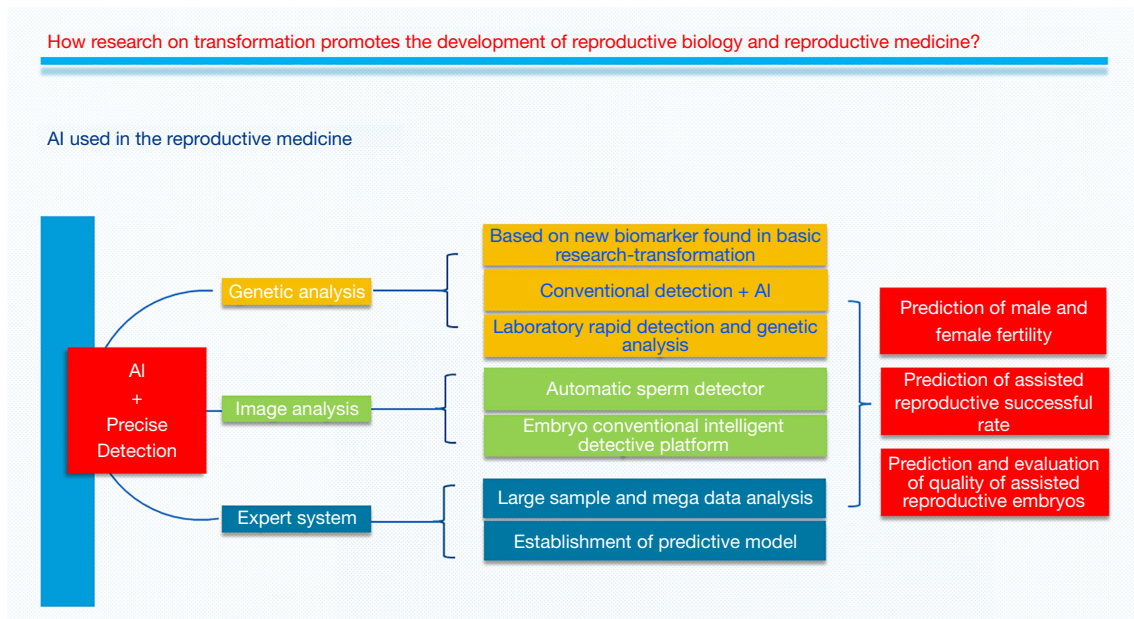 How research on transformation promotes the development of reproductive biology and reproductive medicine?
AI used in the reproductive medicine
AI
+
Precise
Detection
Genetic analysis
Based on new biomarker found in basic
research-transformation
Conventional detection + AI
Laboratory rapid detection and genetic
analysis
Image analysis
Automatic sperm detector
Embryo conventional intelligent
detective platform
Expert system
Large sample and mega data analysis
Establishment of predictive model
Prediction of male and
female fertility
Prediction of assisted
reproductive successful
rate
Prediction and evaluation
of quality of assisted
reproductive embryos